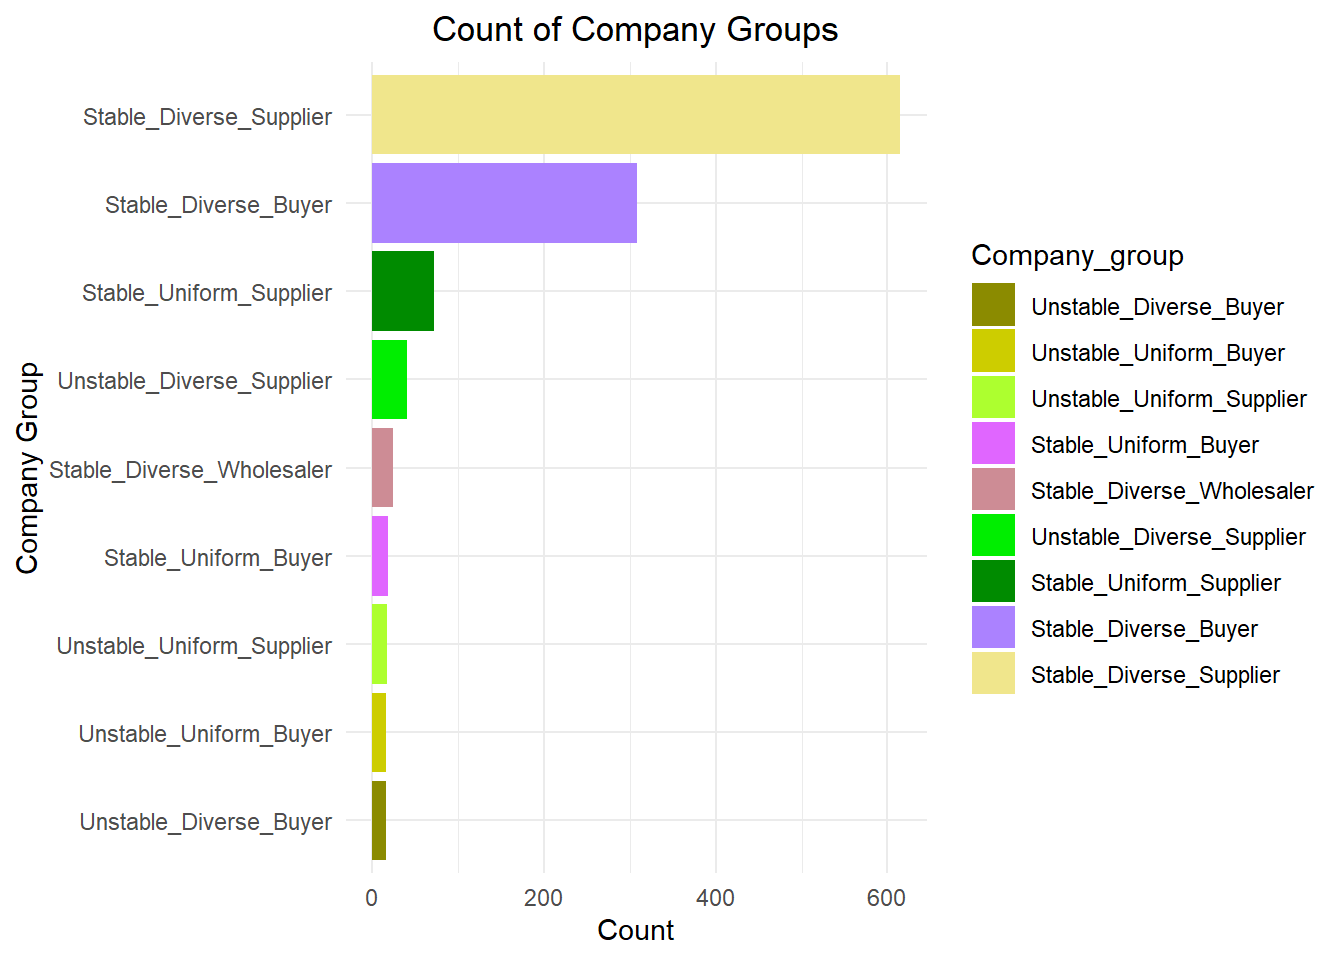 Count of Company Groups
Company Group
Stable_Diverse_Supplier
Stable_Diverse_Buyer
Stable_Uniform_Supplier
Unstable_Diverse_Supplier
Stable_Diverse_Wholesaler
Stable_Uniform_Buyer
Unstable_Uniform_Supplier
Unstable_Uniform_Buyer
Unstable_Diverse_Buyer
0 200 400 600
Count
Company_group
Unstable_Diverse_Buyer
Unstable_Uniform_Buyer
Unstable_Uniform_Supplier
Stable_Uniform_Buyer
Stable_Diverse_Wholesaler
Unstable_Diverse_Supplier
Stable_Uniform_Supplier
Stable_Diverse_Buyer
Stable_Diverse_Supplier